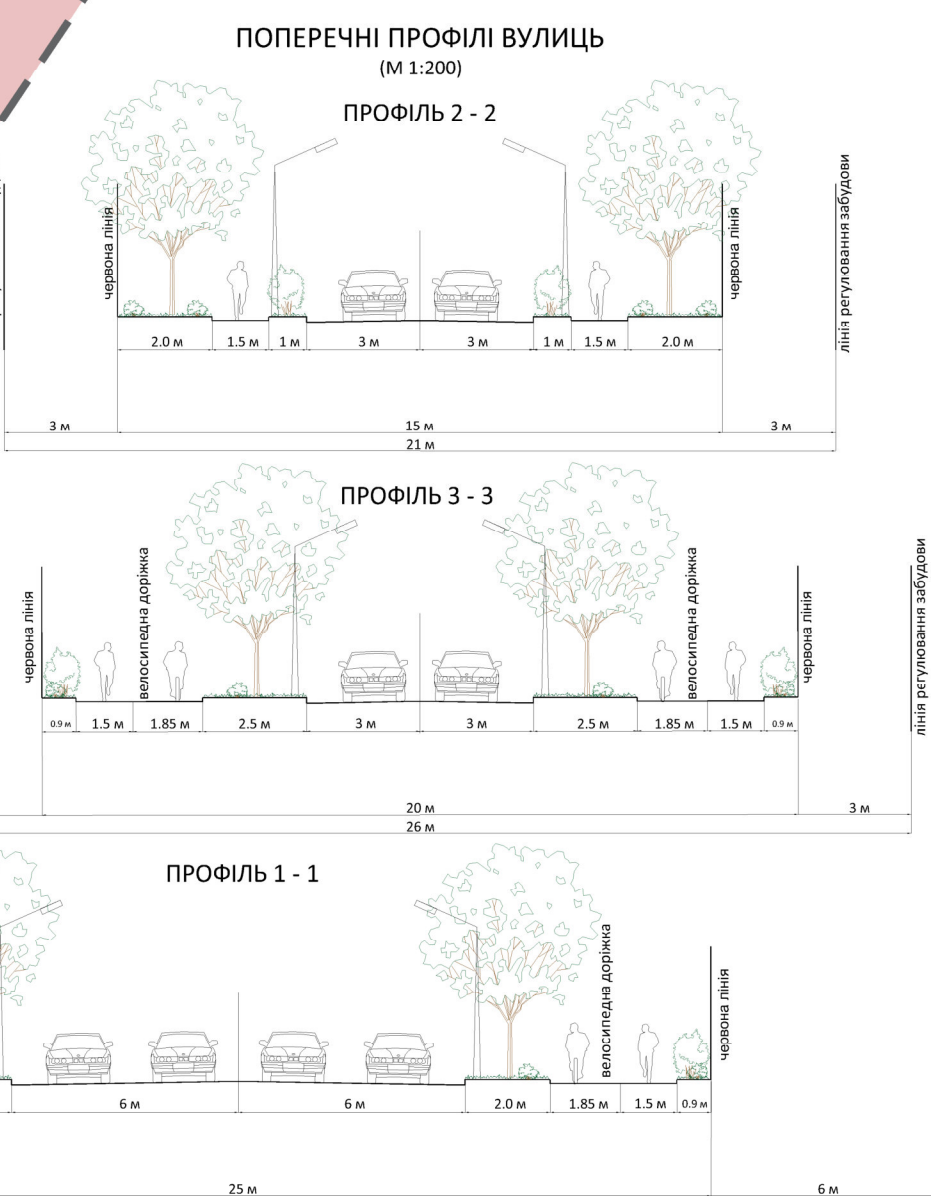 ПОПЕРЕЧНІ ПРОФІЛІ ВУЛИЦЬ
(М 1:200)
ПРОФІЛЬ 2 - 2
червона лінія
червона лінія
лінія регулювання забудови
2.0 м 1.5 м 1 м 3 м 3 м 1 м 1.5 м 2.0 м
3 м 15 м 3 м
21 м
ПРОФІЛЬ 3 - 3
червона лінія
велосипедна доріжка
велосипедна доріжка
червона лінія
лінія регулювання забудови
0.9 м 1.5 м 1.85 м 2.5 м 3 м 3 м 2.5 м 1.85 м 1.5 м 0.9 м
20 м 3 м
26 м
ПРОФІЛЬ 1 - 1
велосипедна доріжка
червона лінія
6 м 6 м 2.0 м 1.85 м 1.5 м 0.9 м
25 м 6 м